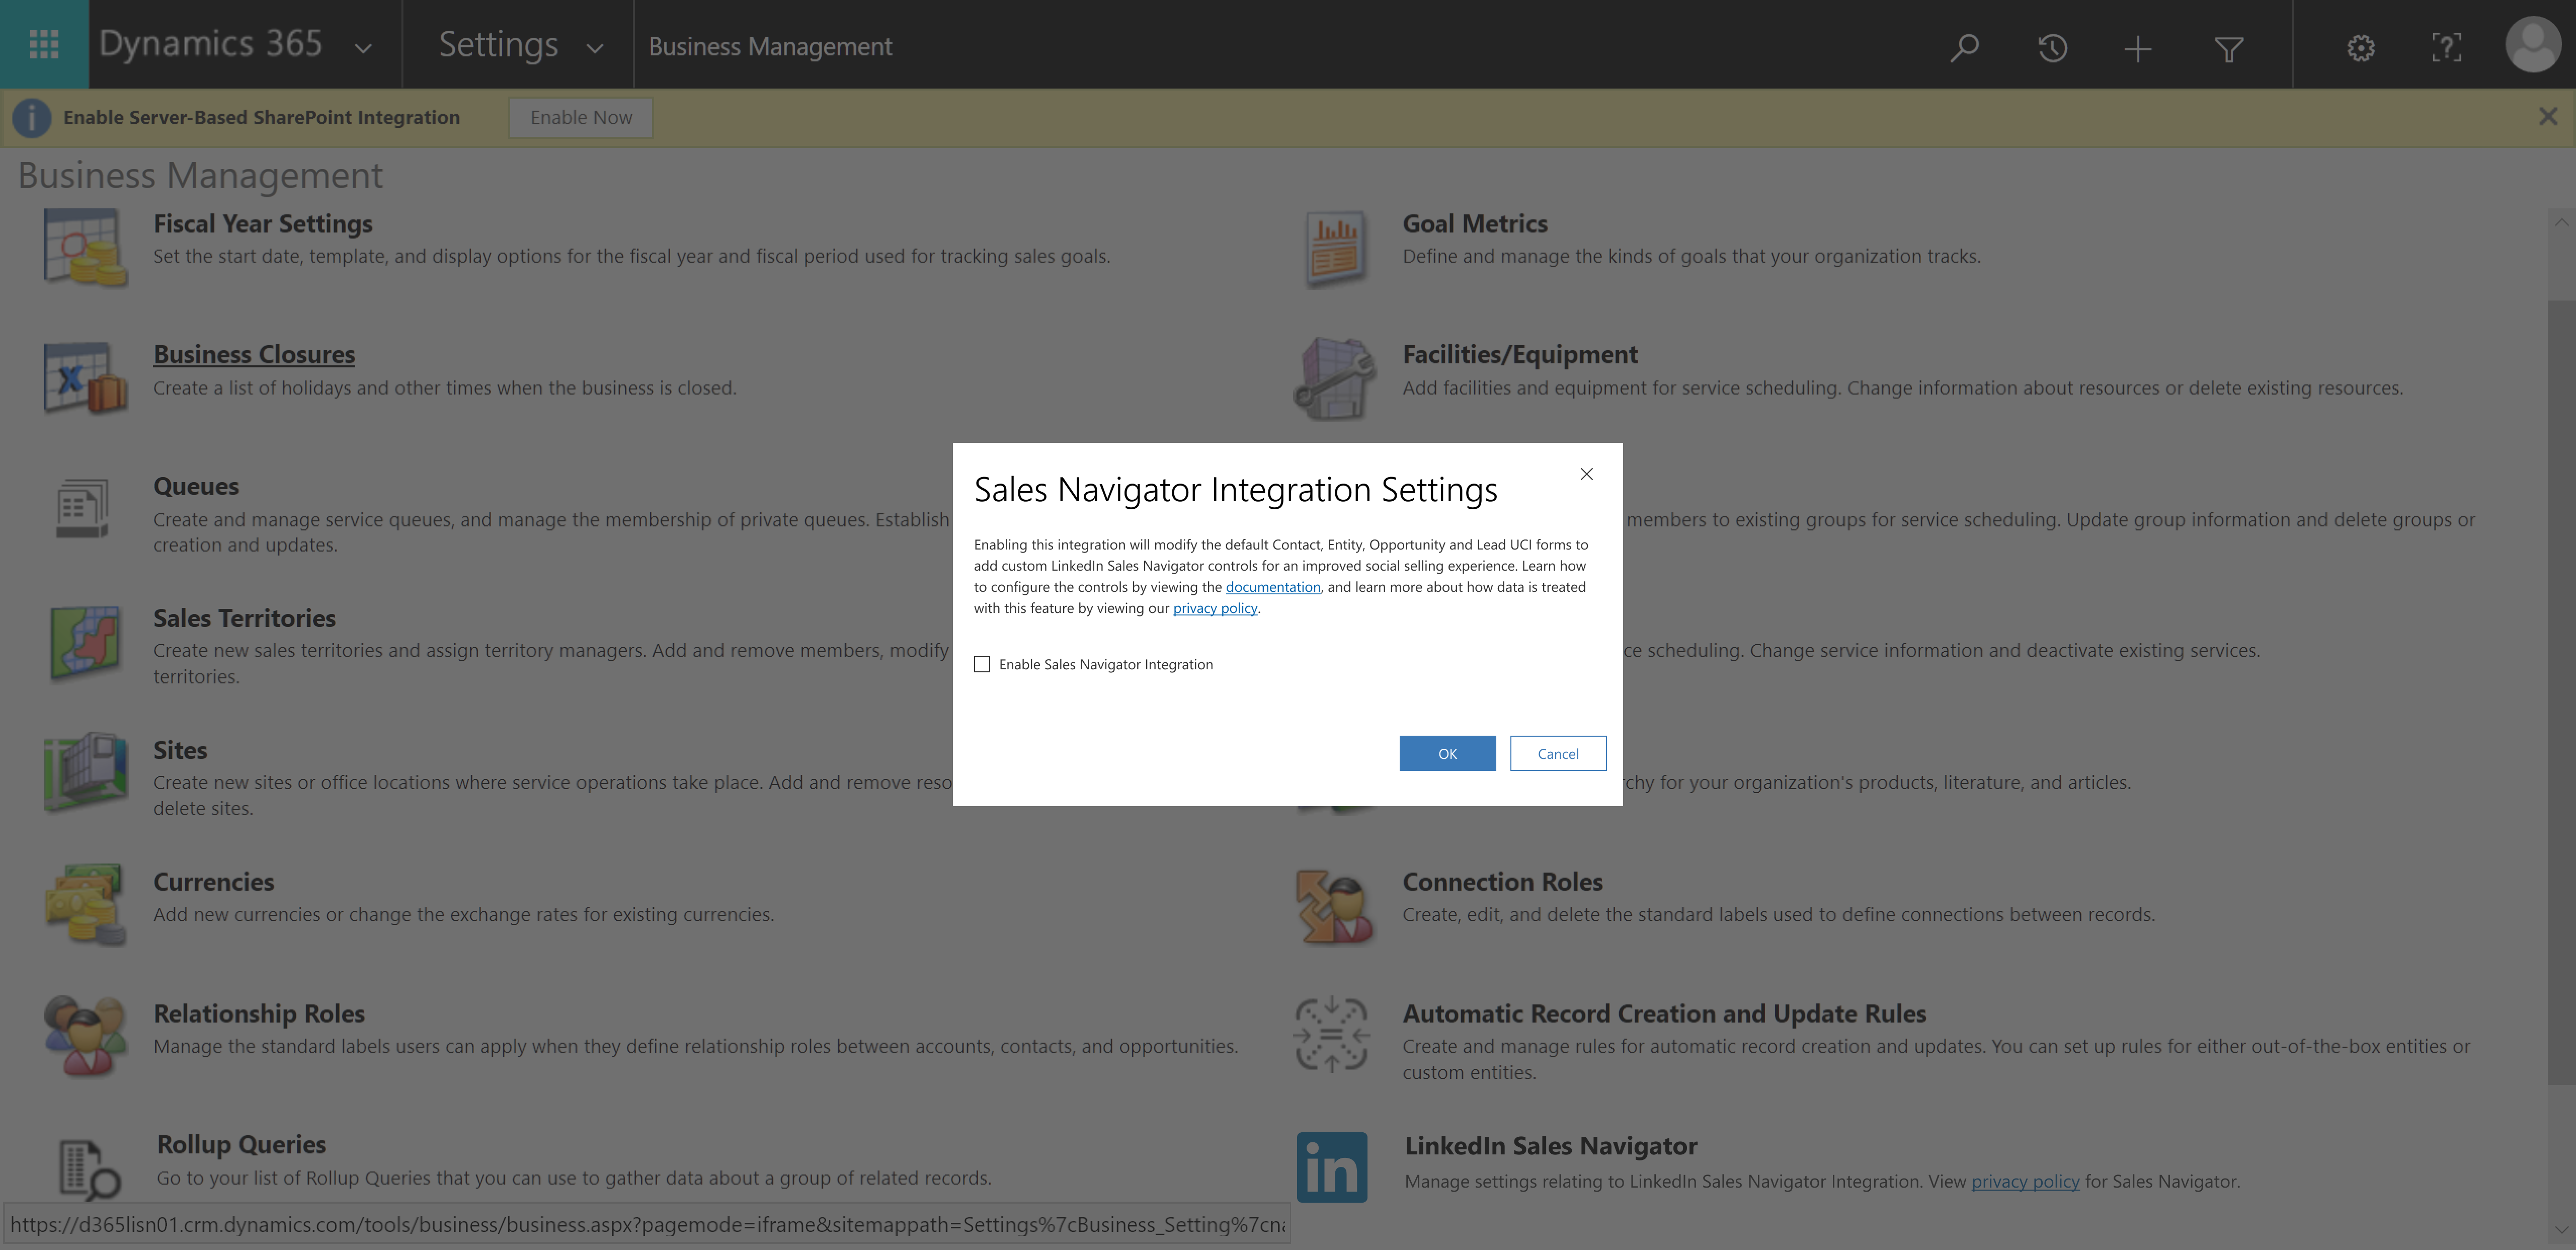 Dynamics 365
Settings
Business Management
Enable Server-Based SharePoint Integration
Enable Now
Business Management
Fiscal Year Settings
Set the start date, template, and display options for the fiscal year and fiscal period used for tracking sales goals.
Goal Metrics
Define and manage the kinds of goals that your organization tracks.
Business Closures
Create a list of holidays and other times when the business is closed.
Facilities/Equipment
Add facilities and equipment for service scheduling. Change information about resources or delete existing resources.
Queues
Create and manage service queues, and manage the membership of private queues. Establish
creation and updates.
members to existing groups for service scheduling. Update group information and delete groups or
Sales Territories
Create new sales territories and assign territory managers. Add and remove members, modify
territories.
ce scheduling. Change service information and deactivate existing services.
Sites
Create new sites or office locations where service operations take place. Add and remove reso
delete sites.
rchy for your organization's products, literature, and articles.
Sales Navigator Integration Settings
Enabling this integration will modify the default Contact, Entity, Opportunity and Lead UCI forms to
add custom LinkedIn Sales Navigator controls for an improved social selling experience. Learn how
to configure the controls by viewing the documentation, and learn more about how data is treated
with this feature by viewing our privacy policy.
Enable Sales Navigator Integration
OK
Cancel
Currencies
Add new currencies or change the exchange rates for existing currencies.
Connection Roles
Create, edit, and delete the standard labels used to define connections between records.
Relationship Roles
Manage the standard labels users can apply when they define relationship roles between accounts, contacts, and opportunities.
Automatic Record Creation and Update Rules
Create and manage rules for automatic record creation and updates. You can set up rules for either out-of-the-box entities or
custom entities.
Rollup Queries
Go to your list of Rollup Queries that you can use to gather data about a group of related records.
in
LinkedIn Sales Navigator
Manage settings relating to LinkedIn Sales Navigator Integration. View privacy policy for Sales Navigator.
https://d365lisn01.crm.dynamics.com/tools/business/business.aspx?pagemode=iframe&sitemappath=Settings%7cBusiness_Setting%7cna